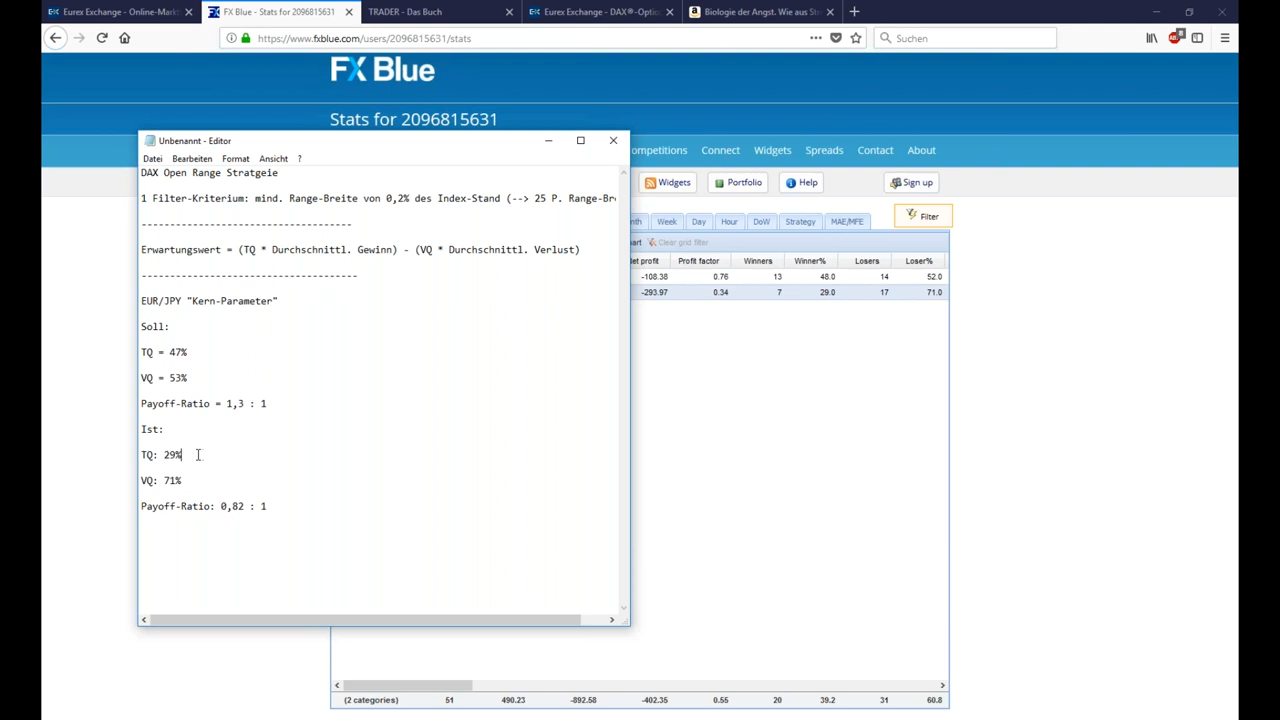 Eurex Exchange - Online-Markt
FX Blue - Stats for 2096815631
TRADER - Das Buch
Eurex Exchange - DAX®-Optio
Biologie der Angst. Wie aus St
https://www.fxblue.com/users/2096815631/stats
Suchen
FX Blue
Stats for 2096815631
ompetitions Connect Widgets Spreads Contact About
Widgets Portfolio Help Sign up
nth Week Day Hour DoW Strategy MAE/MFE
Filter
art Clear grid filter
et profit Profit factor Winners Winner% Losers Loser%
-108.38 0.76 13 48.0 14 52.0
-293.97 0.34 7 29.0 17 71.0
(2 categories) 51 490.23 -892.58 -402.35 0.55 20 39.2 31 60.8
Unbenannt - Editor
Datei Bearbeiten Format Ansicht ?
DAX Open Range Stratgeie
1 Filter-Kriterium: mind. Range-Breite von 0,2% des Index-Stand (--> 25 P. Range-Br
------------------------------------
Erwartungswert = (TQ * Durchschnittl. Gewinn) - (VQ * Durchschnittl. Verlust)
-------------------------------------
EUR/JPY "Kern-Parameter"
Soll:
TQ = 47%
VQ = 53%
Payoff-Ratio = 1,3 : 1
Ist:
TQ: 29%
VQ: 71%
Payoff-Ratio: 0,82 : 1